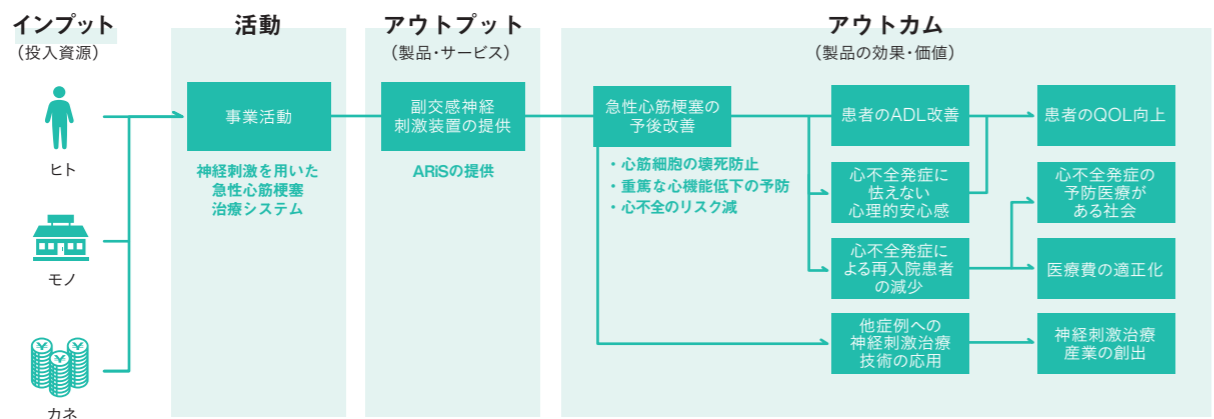 インプット
（投入資源）
ヒト
モノ
カネ
活動
事業活動
神経刺激を用いた
急性心筋梗塞
治療システム
アウトプット
（製品・サービス）
副交感神経
刺激装置の提供
ARiSの提供
アウトカム
（製品の効果・価値）
急性心筋梗塞の
予後改善
・心筋細胞の壊死防止
・重篤な心機能低下の予防
・心不全のリスク減
患者のADL改善
心不全発症に
怯えない
心理的安心感
心不全発症に
よる再入院患者
の減少
他症例への
神経刺激治療
技術の応用
患者のQOL向上
心不全発症の
予防医療が
ある社会
医療費の適正化
神経刺激治療
産業の創出
¥
¥
¥